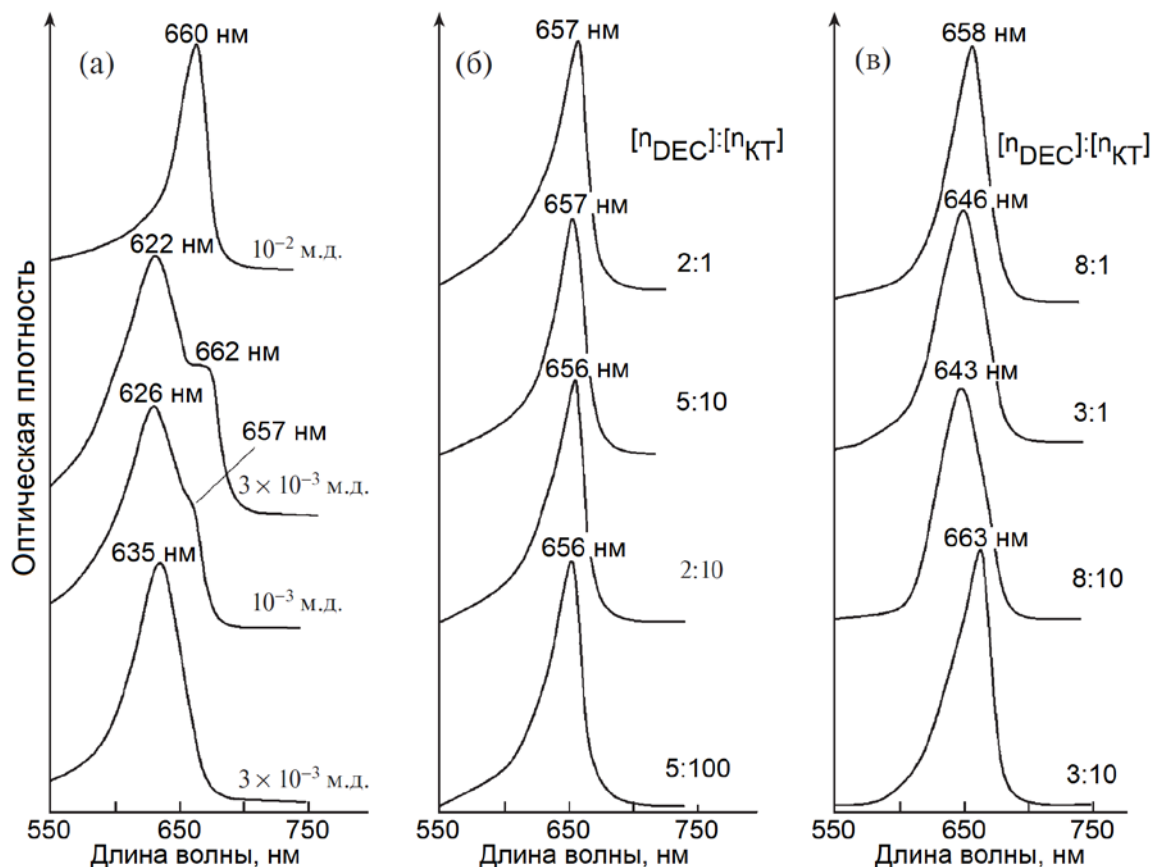 Оптическая плотность
(а)
660 нм
10⁻² м.д.
622 нм
662 нм
3 × 10⁻³ м.д.
626 нм
657 нм
10⁻³ м.д.
635 нм
3 × 10⁻³ м.д.
550 650 750
Длина волны, нм
(б)
657 нм
[n_DEC]:[n_КТ]
2:1
657 нм
5:10
656 нм
2:10
656 нм
5:100
550 650 750
Длина волны, нм
(в)
658 нм
[n_DEC]:[n_КТ]
8:1
646 нм
3:1
643 нм
8:10
663 нм
3:10
550 650 750
Длина волны, нм